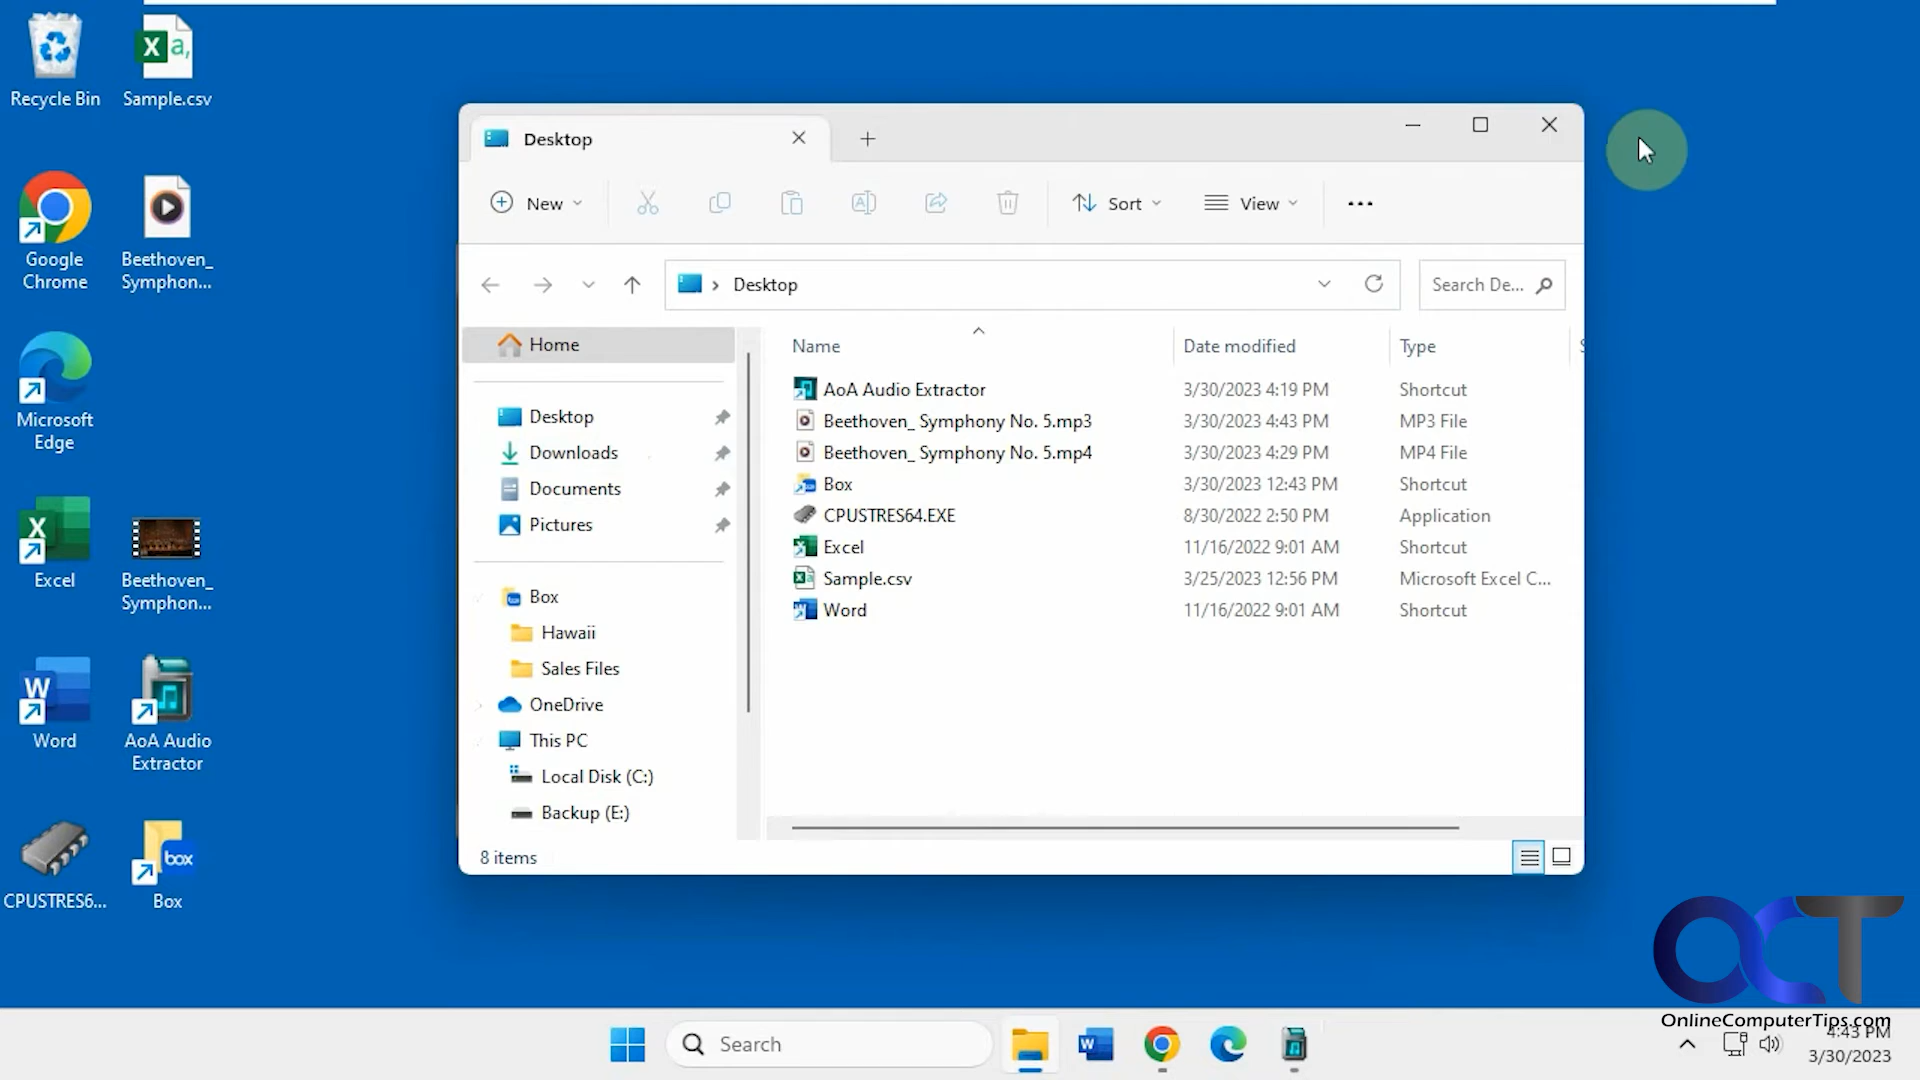 Recycle Bin
Sample.csv
Google
Chrome
Beethoven_
Symphon...
Microsoft
Edge
Excel
Beethoven_
Symphon...
Word
AoA Audio
Extractor
CPUSTRES6...
Box
Desktop
New
Sort
View
Desktop
Search De...
Home
Desktop
Downloads
Documents
Pictures
Box
Hawaii
Sales Files
OneDrive
This PC
Local Disk (C:)
Backup (E:)
Name Date modified Type
AoA Audio Extractor 3/30/2023 4:19 PM Shortcut
Beethoven_ Symphony No. 5.mp3 3/30/2023 4:43 PM MP3 File
Beethoven_ Symphony No. 5.mp4 3/30/2023 4:29 PM MP4 File
Box 3/30/2023 12:43 PM Shortcut
CPUSTRES64.EXE 8/30/2022 2:50 PM Application
Excel 11/16/2022 9:01 AM Shortcut
Sample.csv 3/25/2023 12:56 PM Microsoft Excel C...
Word 11/16/2022 9:01 AM Shortcut
8 items
OCT
OnlineComputerTips.com
Search
4:43 PM
3/30/2023